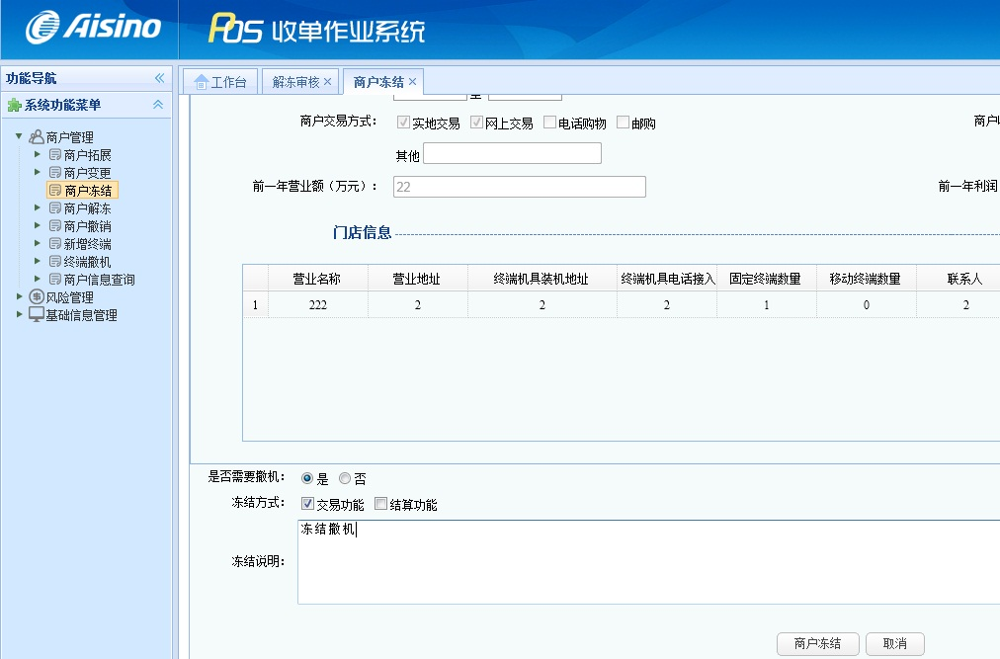 Aisino POS 收单作业系统
功能导航
系统功能菜单
商户管理
商户拓展
商户变更
商户冻结
商户解冻
商户撤销
新增终端
终端撤机
商户信息查询
风险管理
基础信息管理
工作台 解冻审核 商户冻结
至
商户交易方式： 实地交易 网上交易 电话购物 邮购 商户
其他
前一年营业额（万元）： 22 前一年利润
门店信息
营业名称 营业地址 终端机具装机地址 终端机具电话接入 固定终端数量 移动终端数量 联系人
1 222 2 2 2 1 0 2
是否需要撤机： 是 否
冻结方式： 交易功能 结算功能
冻结说明： 冻结撤机
商户冻结 取消